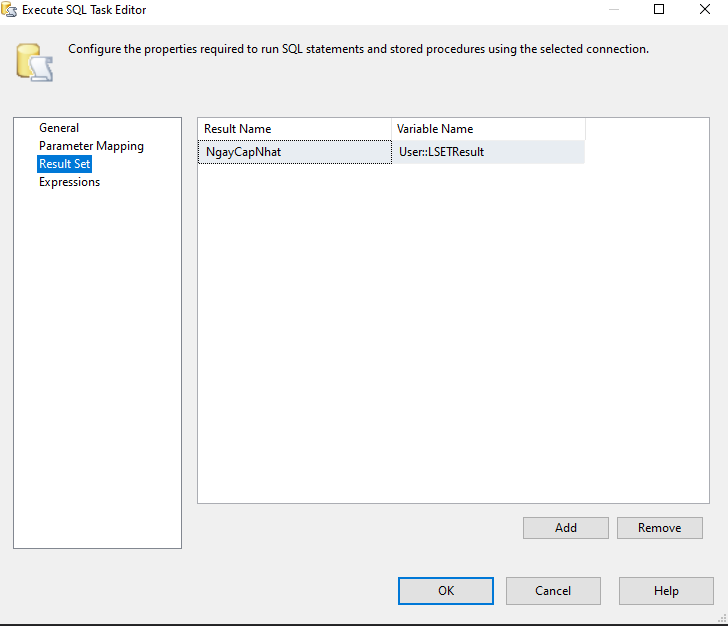 Execute SQL Task Editor
Configure the properties required to run SQL statements and stored procedures using the selected connection.
General
Parameter Mapping
Result Set
Expressions
Result Name Variable Name
NgayCapNhat User::LSETResult
Add Remove
OK Cancel Help